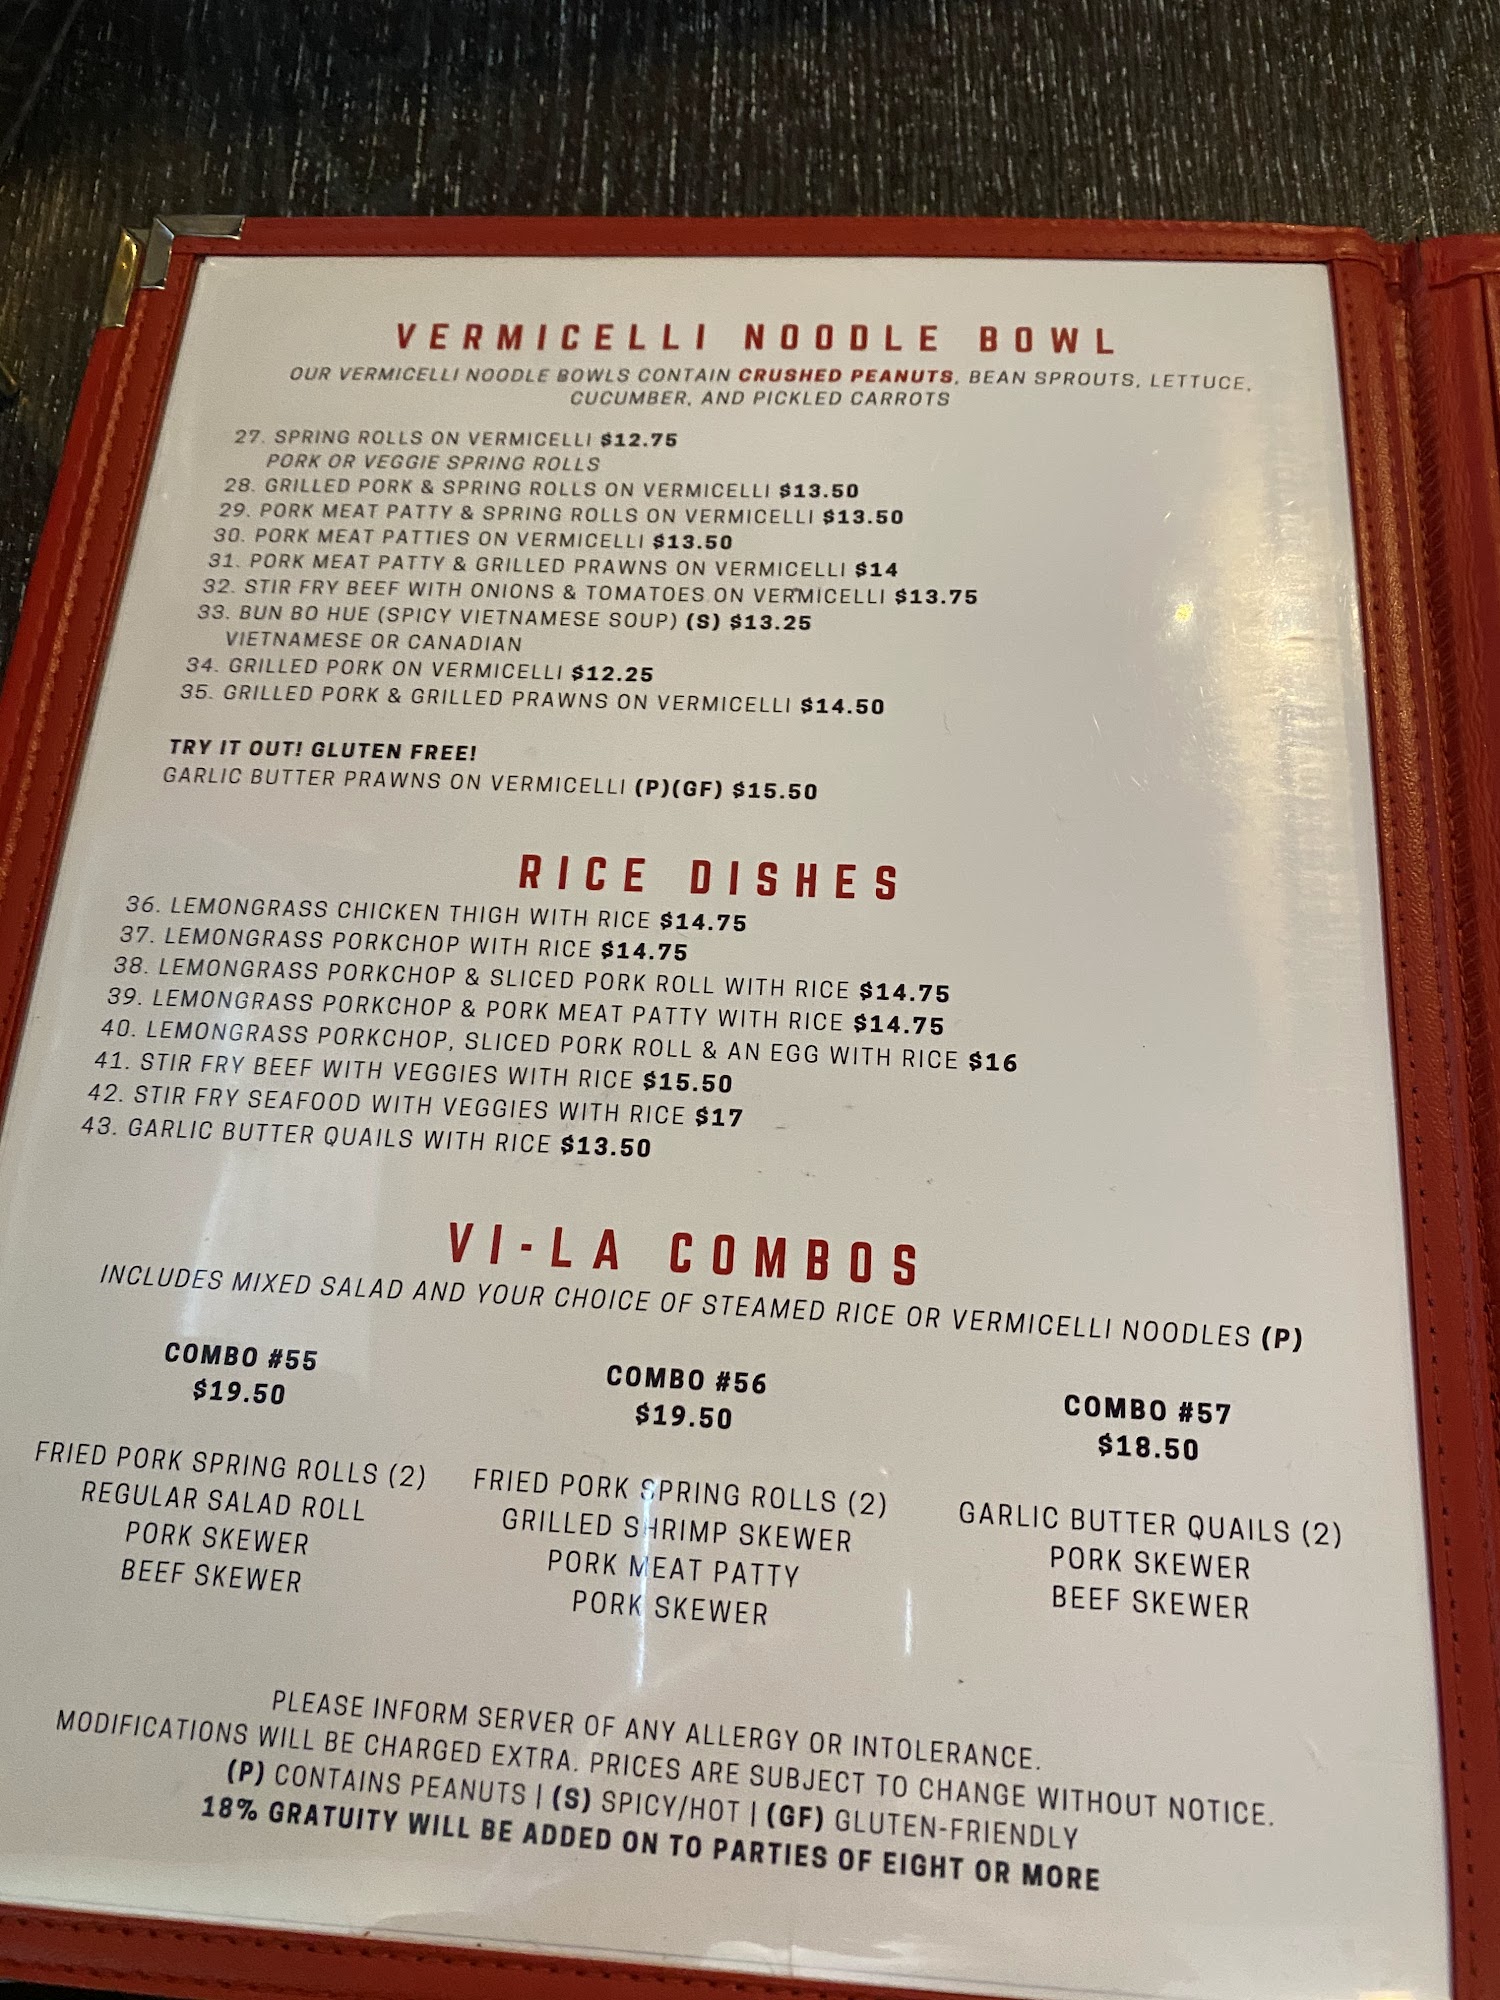 VERMICELLI NOODLE BOWL
OUR VERMICELLI NOODLE BOWLS CONTAIN CRUSHED PEANUTS, BEAN SPROUTS, LETTUCE,
CUCUMBER, AND PICKLED CARROTS
27. SPRING ROLLS ON VERMICELLI $12.75
PORK OR VEGGIE SPRING ROLLS
28. GRILLED PORK & SPRING ROLLS ON VERMICELLI $13.50
29. PORK MEAT PATTY & SPRING ROLLS ON VERMICELLI $13.50
30. PORK MEAT PATTIES ON VERMICELLI $13.50
31. PORK MEAT PATTY & GRILLED PRAWNS ON VERMICELLI $14
32. STIR FRY BEEF WITH ONIONS & TOMATOES ON VERMICELLI $13.75
33. BUN BO HUE (SPICY VIETNAMESE SOUP) (S) $13.25
VIETNAMESE OR CANADIAN
34. GRILLED PORK ON VERMICELLI $12.25
35. GRILLED PORK & GRILLED PRAWNS ON VERMICELLI $14.50
TRY IT OUT! GLUTEN FREE!
GARLIC BUTTER PRAWNS ON VERMICELLI (P)(GF) $15.50
RICE DISHES
36. LEMONGRASS CHICKEN THIGH WITH RICE $14.75
37. LEMONGRASS PORKCHOP WITH RICE $14.75
38. LEMONGRASS PORKCHOP & SLICED PORK ROLL WITH RICE $14.75
39. LEMONGRASS PORKCHOP & PORK MEAT PATTY WITH RICE $14.75
40. LEMONGRASS PORKCHOP, SLICED PORK ROLL & AN EGG WITH RICE $16
41. STIR FRY BEEF WITH VEGGIES WITH RICE $15.50
42. STIR FRY SEAFOOD WITH VEGGIES WITH RICE $17
43. GARLIC BUTTER QUAILS WITH RICE $13.50
VI-LA COMBOS
INCLUDES MIXED SALAD AND YOUR CHOICE OF STEAMED RICE OR VERMICELLI NOODLES (P)
COMBO #55
$19.50
FRIED PORK SPRING ROLLS (2)
REGULAR SALAD ROLL
PORK SKEWER
BEEF SKEWER
COMBO #56
$19.50
FRIED PORK SPRING ROLLS (2)
GRILLED SHRIMP SKEWER
PORK MEAT PATTY
PORK SKEWER
COMBO #57
$18.50
GARLIC BUTTER QUAILS (2)
PORK SKEWER
BEEF SKEWER
PLEASE INFORM SERVER OF ANY ALLERGY OR INTOLERANCE.
MODIFICATIONS WILL BE CHARGED EXTRA. PRICES ARE SUBJECT TO CHANGE WITHOUT NOTICE.
(P) CONTAINS PEANUTS | (S) SPICY/HOT | (GF) GLUTEN-FRIENDLY
18% GRATUITY WILL BE ADDED ON TO PARTIES OF EIGHT OR MORE